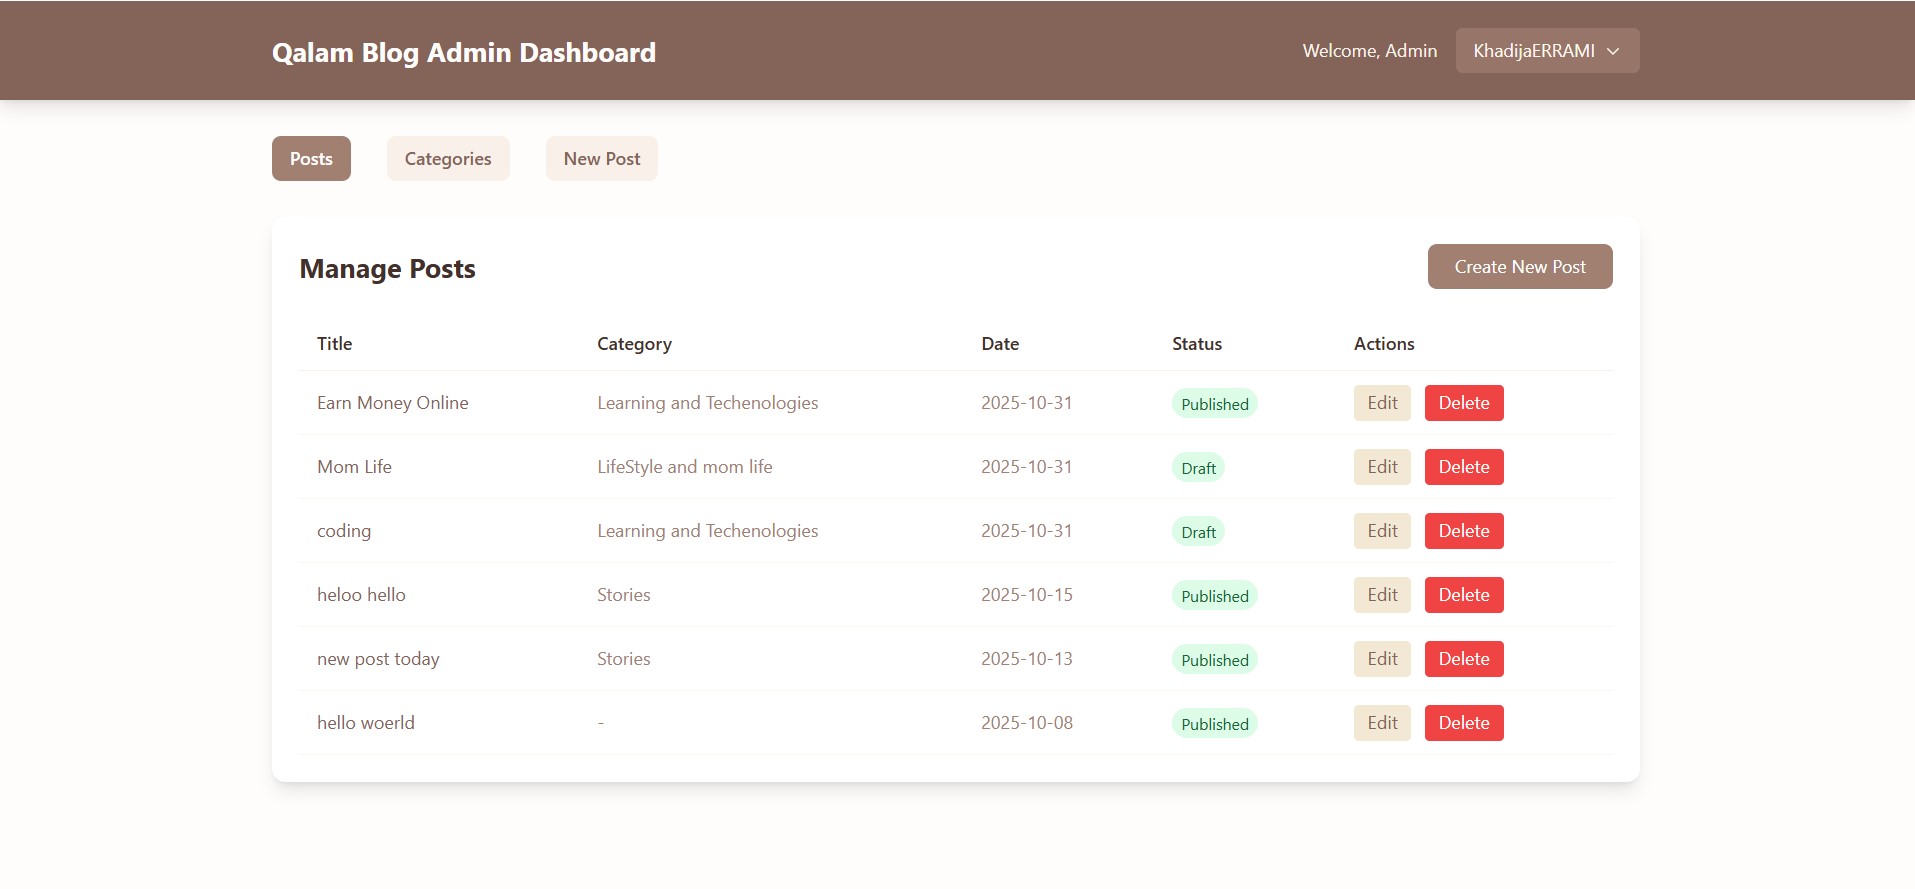 Qalam Blog Admin Dashboard
Welcome, Admin
KhadijaERRAMI
Posts
Categories
New Post
Manage Posts
Create New Post
Title Category Date Status Actions
Earn Money Online Learning and Techenologies 2025-10-31 Published Edit Delete
Mom Life LifeStyle and mom life 2025-10-31 Draft Edit Delete
coding Learning and Techenologies 2025-10-31 Draft Edit Delete
heloo hello Stories 2025-10-15 Published Edit Delete
new post today Stories 2025-10-13 Published Edit Delete
hello woerld - 2025-10-08 Published Edit Delete